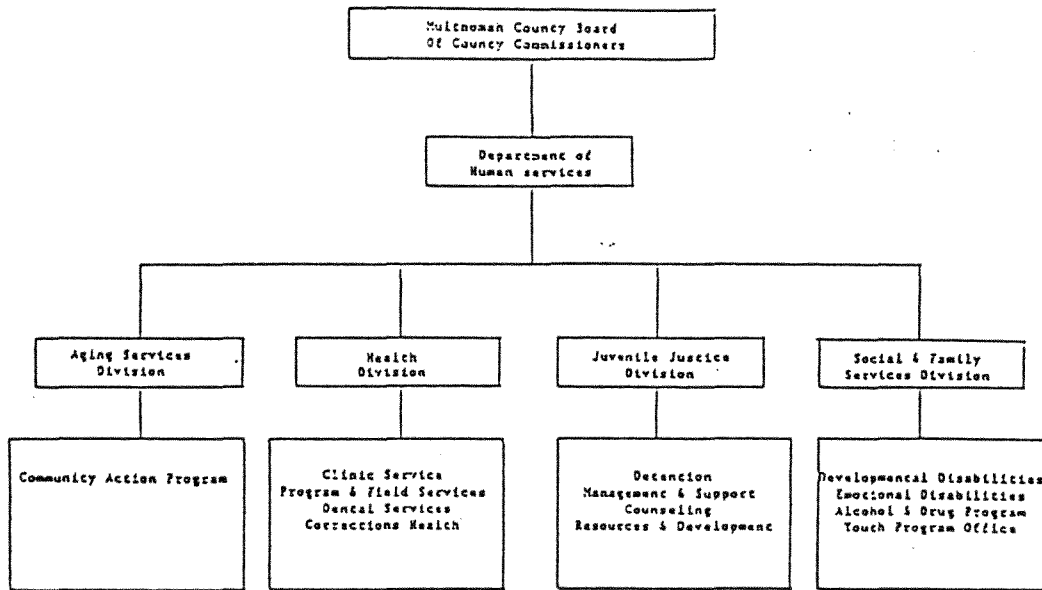 Multnomah County Board
Of County Commissioners
Department of
Human services
Aging Services
Division
Health
Division
Juvenile Justice
Division
Social & Family
Services Division
Community Action Program
Clinic Service
Program & Field Services
Dental Services
Corrections Health
Detention
Management & Support
Counseling
Resources & Development
Developmental Disabilities
Emotional Disabilities
Alcohol & Drug Program
Youth Program Office